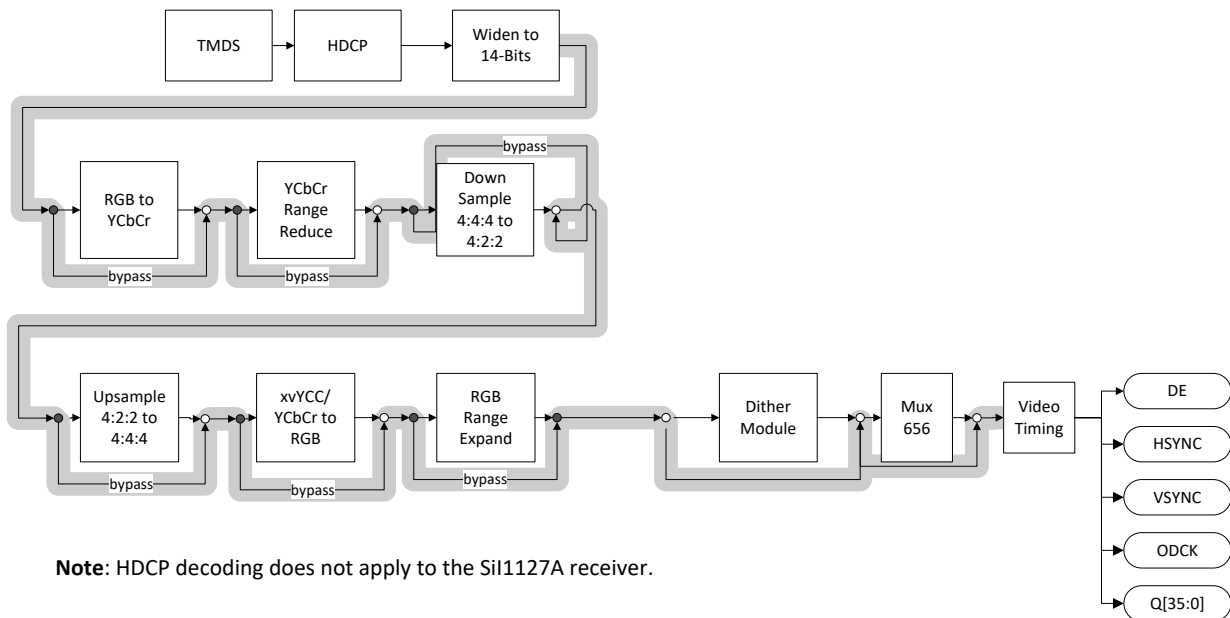 TMDS
HDCP
Widen to
14-Bits
bypass
RGB to
YCbCr
YCbCr
Range
Reduce
Down
Sample
4:4:4 to
4:2:2
bypass
bypass
Upsample
4:2:2 to
4:4:4
xvYCC/
YCbCr to
RGB
RGB
Range
Expand
Dither
Module
Mux
656
Video
Timing
DE
HSYNC
VSYNC
ODCK
Q[35:0]
bypass
bypass
bypass
Note: HDCP decoding does not apply to the SiI1127A receiver.